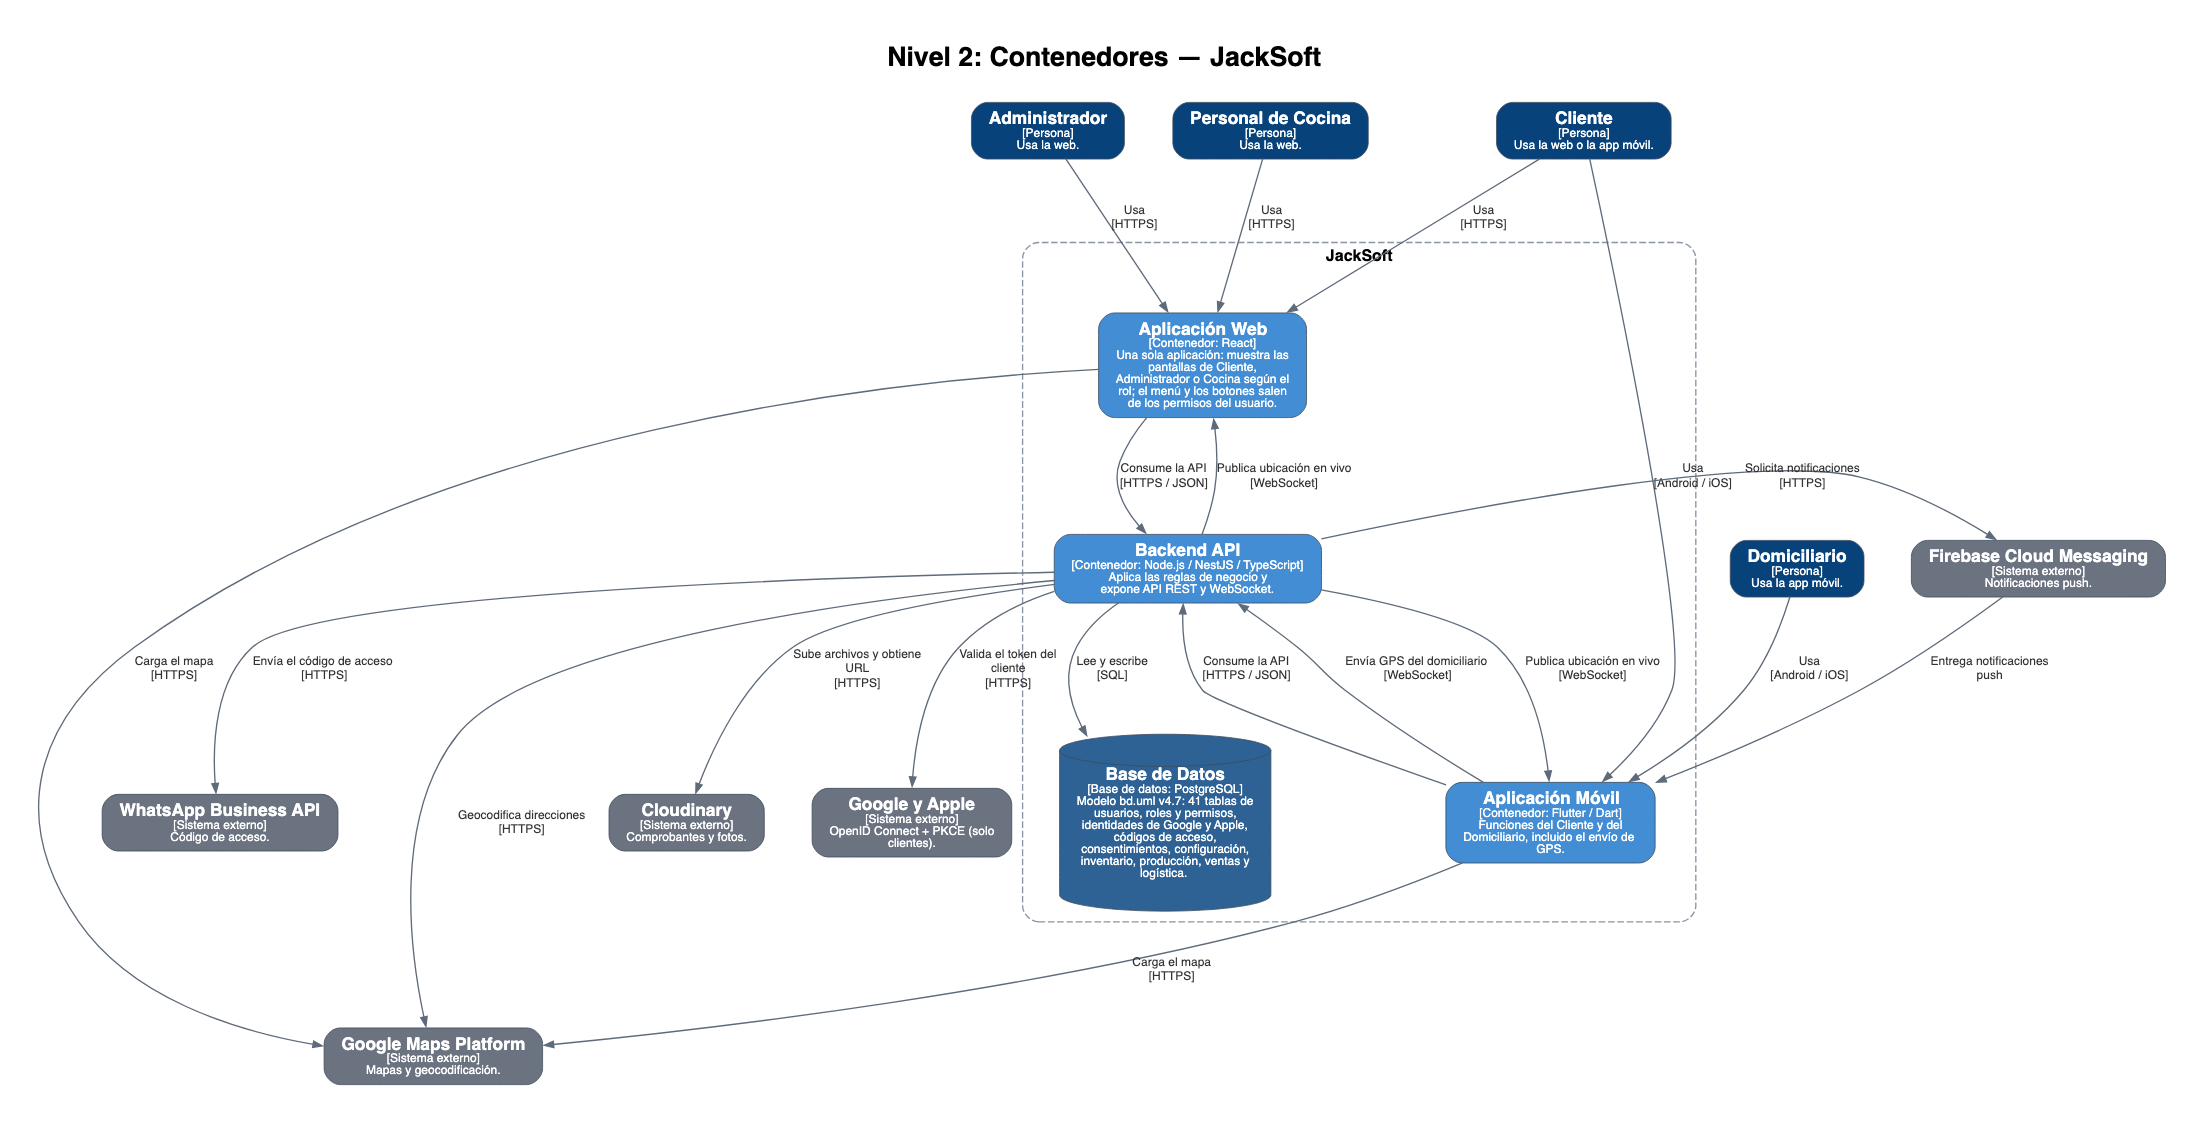 Nivel 2: Contenedores — JackSoft
Administrador
[Persona]
Usa la web.
Personal de Cocina
[Persona]
Usa la web.
Cliente
[Persona]
Usa la web o la app móvil.
Usa
[HTTPS]
Usa
[HTTPS]
Usa
[HTTPS]
JackSoft
Aplicación Web
[Contenedor: React]
Una sola aplicación: muestra las
pantallas de Cliente,
Administrador o Cocina según el
rol; el menú y los botones salen
de los permisos del usuario.
Consume la API
[HTTPS / JSON]
Publica ubicación en vivo
[WebSocket]
Usa
[Android / iOS]
Solicita notificaciones
[HTTPS]
Backend API
[Contenedor: Node.js / NestJS / TypeScript]
Aplica las reglas de negocio y
expone API REST y WebSocket.
Domiciliario
[Persona]
Usa la app móvil.
Firebase Cloud Messaging
[Sistema externo]
Notificaciones push.
Carga el mapa
[HTTPS]
Envía el código de acceso
[HTTPS]
Sube archivos y obtiene
URL
[HTTPS]
Valida el token del
cliente
[HTTPS]
Lee y escribe
[SQL]
Consume la API
[HTTPS / JSON]
Envía GPS del domiciliario
[WebSocket]
Publica ubicación en vivo
[WebSocket]
Usa
[Android / iOS]
Entrega notificaciones
push
WhatsApp Business API
[Sistema externo]
Código de acceso.
Geocodifica direcciones
[HTTPS]
Cloudinary
[Sistema externo]
Comprobantes y fotos.
Google y Apple
[Sistema externo]
OpenID Connect + PKCE (solo
clientes).
Base de Datos
[Base de datos: PostgreSQL]
Modelo bd.uml v4.7: 41 tablas de
usuarios, roles y permisos,
identidades de Google y Apple,
códigos de acceso,
consentimientos, configuración,
inventario, producción, ventas y
logística.
Aplicación Móvil
[Contenedor: Flutter / Dart]
Funciones del Cliente y del
Domiciliario, incluido el envío de
GPS.
Carga el mapa
[HTTPS]
Google Maps Platform
[Sistema externo]
Mapas y geocodificación.